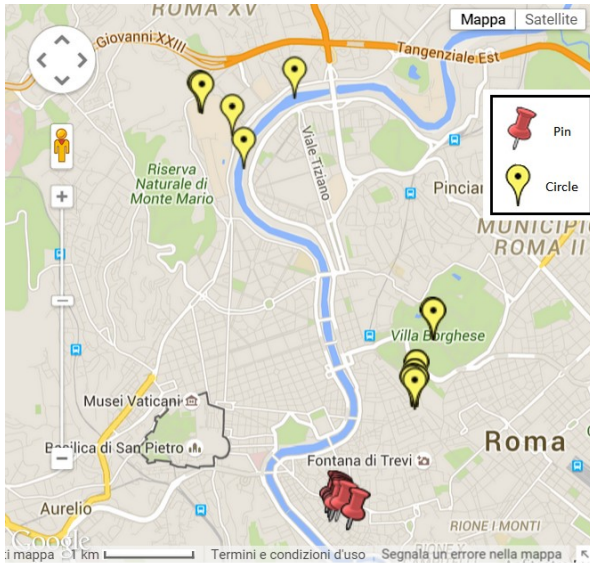 ROMA XV
Mappa
Satellite
Giovanni XXIII
Tangenziale Est
Pin
Circle
Viale Tiziano
Riserva
Naturale di
Monte Mario
Pincian
MUNICIPIO
ROMA II
Villa Borghese
Musei Vaticani
Basilica di San Pietro
Roma
Fontana di Trevi
Aurelio
RIONE I MONTI
Google
ti mappa
1 km
Termini e condizioni d'uso
Segnala un errore nella mappa